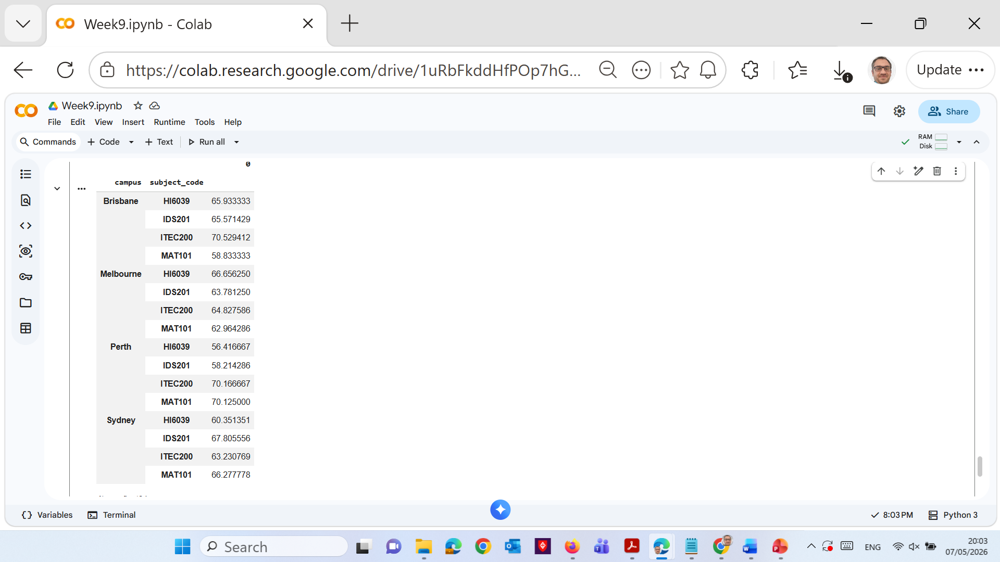 Week9.ipynb - Colab
https://colab.research.google.com/drive/1uRbFkddHfPOp7hG...
Update
Week9.ipynb
File Edit View Insert Runtime Tools Help
Share
Commands + Code + Text Run all
RAM
Disk
0
campus subject_code
Brisbane HI6039 65.933333
IDS201 65.571429
ITEC200 70.529412
MAT101 58.833333
Melbourne HI6039 66.656250
IDS201 63.781250
ITEC200 64.827586
MAT101 62.964286
Perth HI6039 56.416667
IDS201 58.214286
ITEC200 70.166667
MAT101 70.125000
Sydney HI6039 60.351351
IDS201 67.805556
ITEC200 63.230769
MAT101 66.277778
Variables Terminal
8:03 PM Python 3
Search
ENG
20:03
07/05/2026